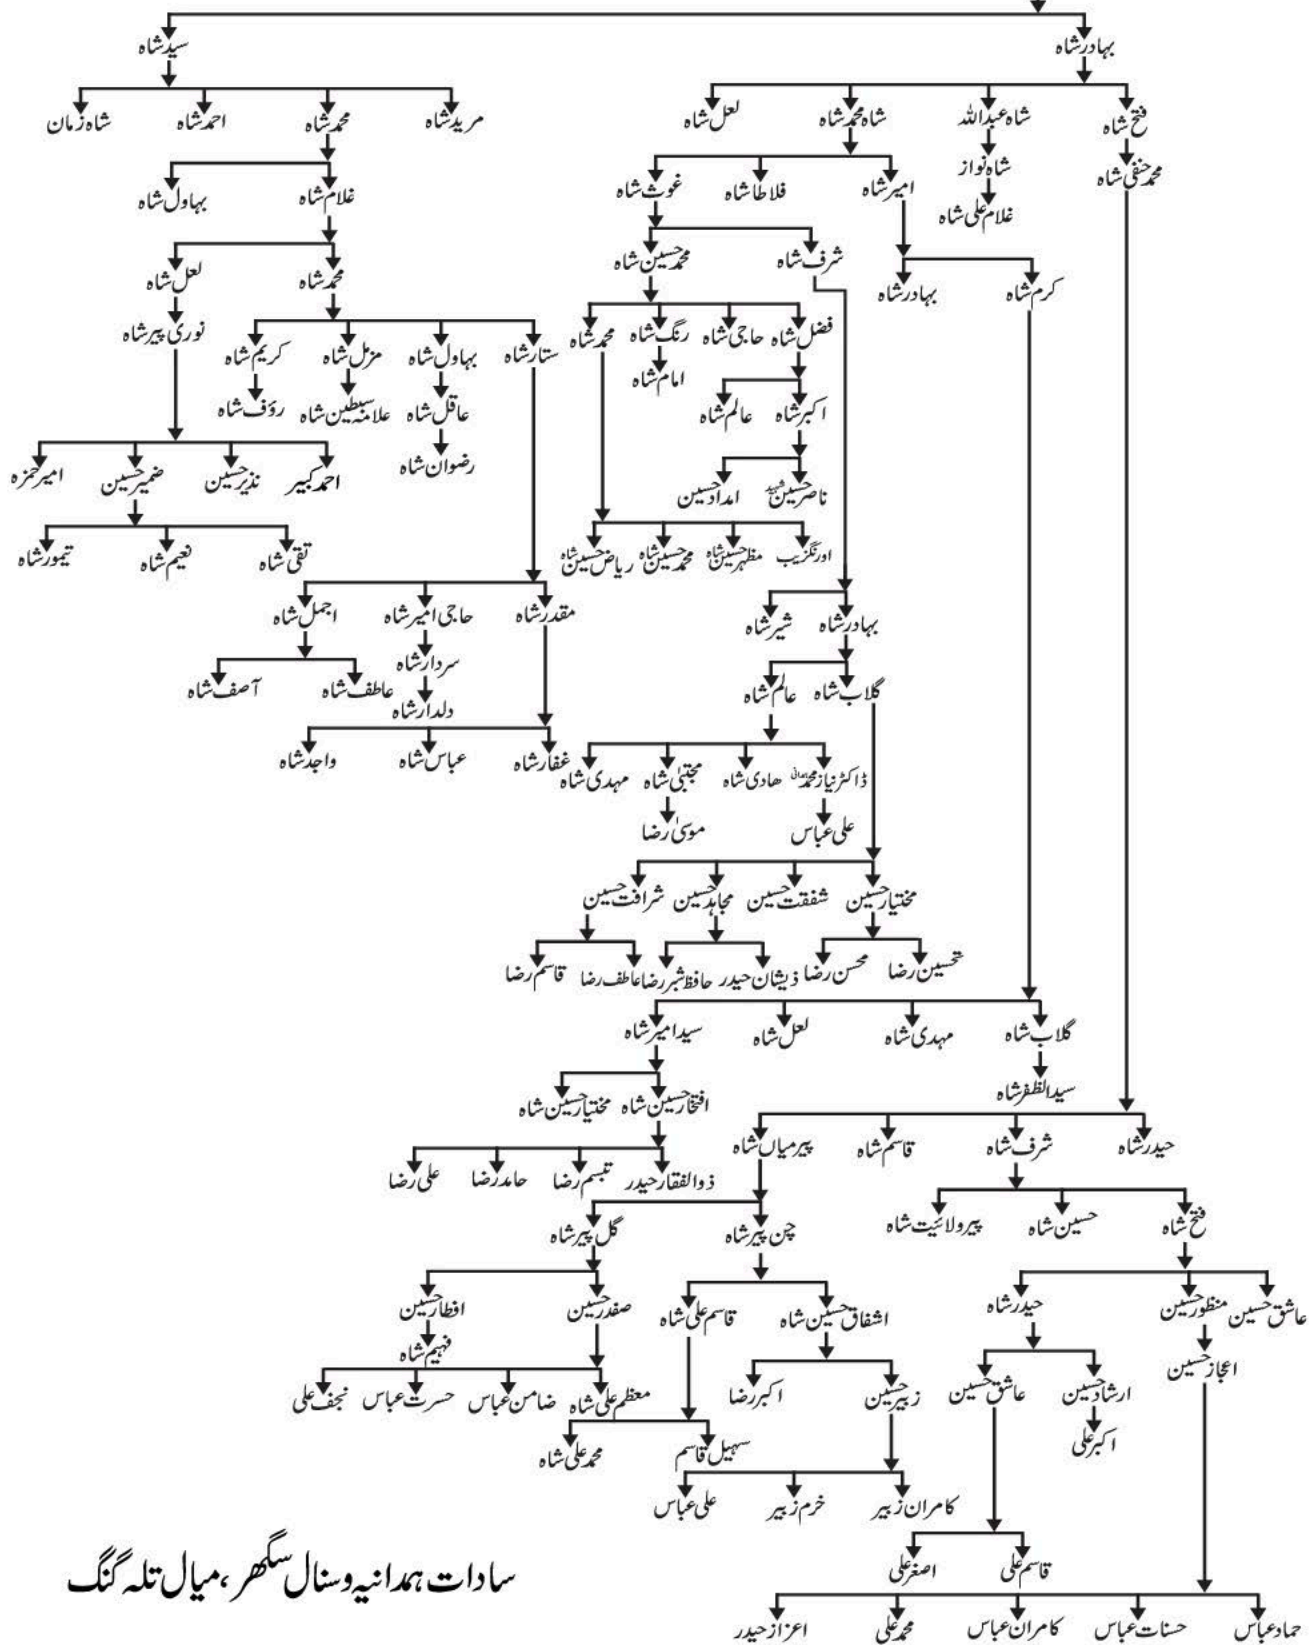 بہادر شاہ
سید شاہ
فتح شاہ
شاہ عبداللہ
شاہ محمد شاہ
لعل شاہ
مرید شاہ
محمد شاہ
احمد شاہ
شاہ زمان
محمد حنفی شاہ
شاہ نواز
غلام علی شاہ
امیر شاہ
فلاطا شاہ
غوث شاہ
غلام شاہ
بہاول شاہ
کرم شاہ
بہادر شاہ
شرف شاہ
محمد حسین شاہ
محمد شاہ
لعل شاہ
فضل شاہ
حاجی شاہ
رنگ شاہ
محمد شاہ
امام شاہ
ستار شاہ
بہاول شاہ
مزمل شاہ
کریم شاہ
نوری پیر شاہ
اکبر شاہ
عالم شاہ
عاقل شاہ
علامہ سبطین شاہ
رؤف شاہ
رضوان شاہ
ناصر حسین شہید
امداد حسین
احمد کبیر
نذیر حسین
ضمیر حسین
امیر حمزہ
اورنگزیب
مظہر حسین شاہ
محمد حسین شاہ
ریاض حسین شاہ
تقی شاہ
نعیم شاہ
تیمور شاہ
بہادر شاہ
شیر شاہ
مقدر شاہ
حاجی امیر شاہ
اجمل شاہ
سردار شاہ
دلدار شاہ
عاطف شاہ
آصف شاہ
گلاب شاہ
عالم شاہ
غفار شاہ
عباس شاہ
واجد شاہ
ڈاکٹر نیاز محمد ہمدانی
ھادی شاہ
مجتبیٰ شاہ
مہدی شاہ
علی عباس
موسیٰ رضا
مختیار حسین
شفقت حسین
مجاہد حسین
شرافت حسین
تحسین رضا
محسن رضا
ذیشان حیدر
حافظ شبر رضا
عاطف رضا
قاسم رضا
گلاب شاہ
مہدی شاہ
لعل شاہ
سید امیر شاہ
سید الظفر شاہ
افتخار حسین شاہ
مختیار حسین شاہ
حیدر شاہ
شرف شاہ
قاسم شاہ
پیر میاں شاہ
ذوالفقار حیدر
تبسم رضا
حامد رضا
علی رضا
فتح شاہ
حسین شاہ
پیر ولائیت شاہ
چن پیر شاہ
گل پیر شاہ
عاشق حسین
منظور حسین
حیدر شاہ
اشفاق حسین شاہ
قاسم علی شاہ
صفدر حسین
افطار حسین
فہیم شاہ
اعجاز حسین
ارشاد حسین
عاشق حسین
زبیر حسین
اکبر رضا
معظم علی شاہ
ضامن عباس
حسرت عباس
نجف علی
اکبر علی
سہیل قاسم
محمد علی شاہ
کامران زبیر
خرم زبیر
علی عباس
قاسم علی
اصغر علی
حماد عباس
حسنات عباس
کامران عباس
محمد علی
اعزاز حیدر
سادات ہمدانیہ وسنال سگھر، میال تلہ گنگ